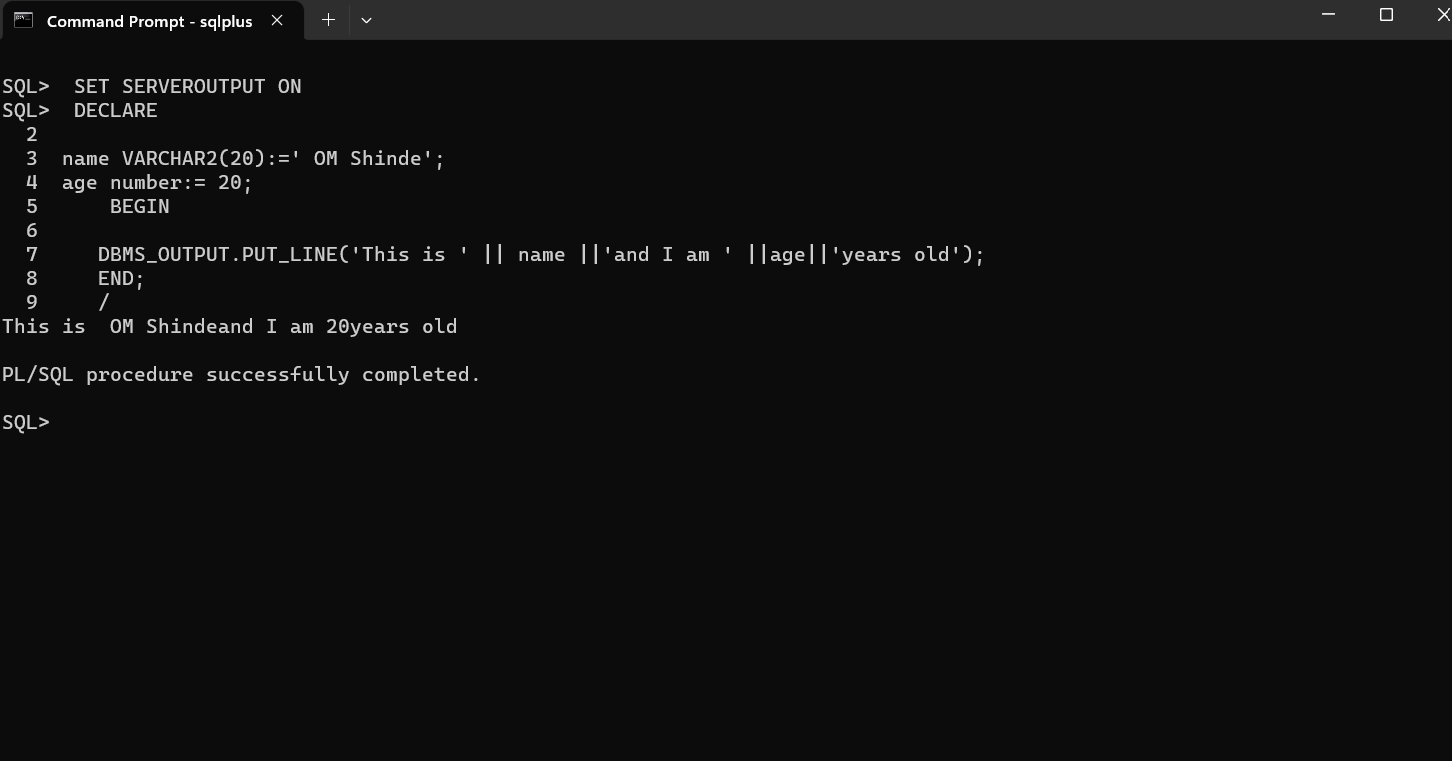 Command Prompt - sqlplus
SQL>  SET SERVEROUTPUT ON
SQL>  DECLARE
  2
  3  name VARCHAR2(20):=' OM Shinde';
  4  age number:= 20;
  5      BEGIN
  6
  7     DBMS_OUTPUT.PUT_LINE('This is ' || name ||'and I am ' ||age||'years old');
  8     END;
  9     /
This is  OM Shindeand I am 20years old
PL/SQL procedure successfully completed.
SQL>